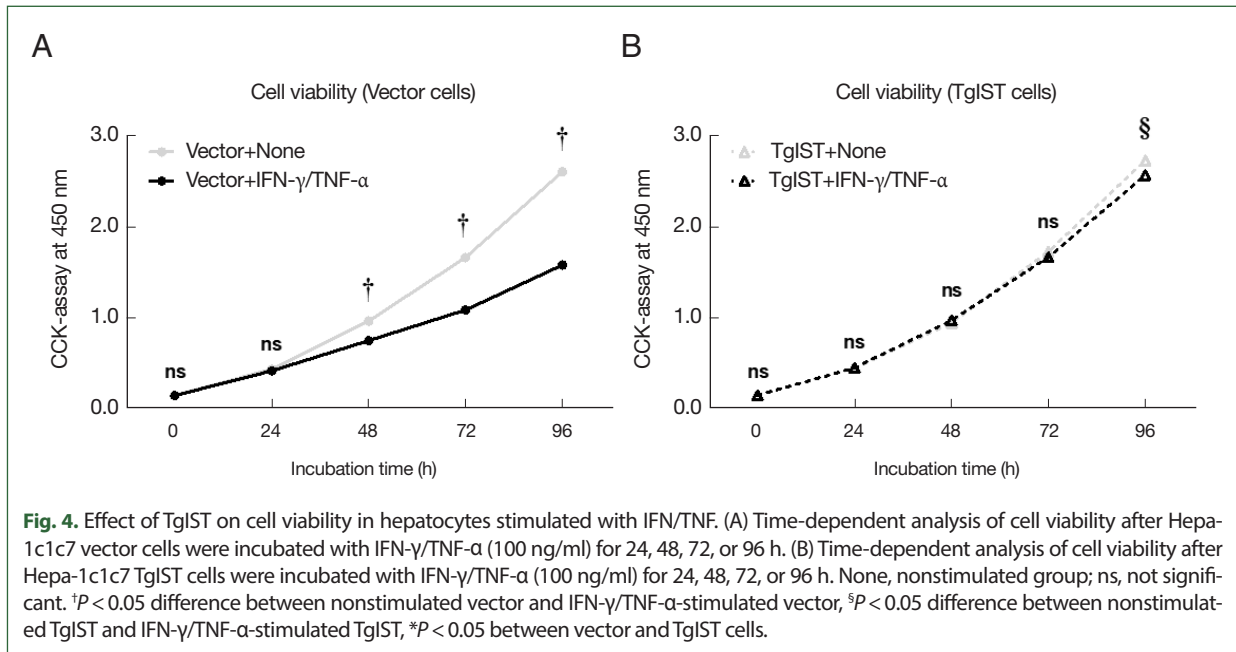 A
Cell viability (Vector cells)
CCK-assay at 450 nm
3.0
2.0
1.0
0.0
Vector+None
Vector+IFN-γ/TNF-α
ns
ns
†
†
†
0 24 48 72 96
Incubation time (h)
B
Cell viability (TgIST cells)
CCK-assay at 450 nm
3.0
2.0
1.0
0.0
TgIST+None
TgIST+IFN-γ/TNF-α
ns
ns
ns
ns
§
0 24 48 72 96
Incubation time (h)
Fig. 4. Effect of TgIST on cell viability in hepatocytes stimulated with IFN/TNF. (A) Time-dependent analysis of cell viability after Hepa-
1c1c7 vector cells were incubated with IFN-γ/TNF-α (100 ng/ml) for 24, 48, 72, or 96 h. (B) Time-dependent analysis of cell viability after
Hepa-1c1c7 TgIST cells were incubated with IFN-γ/TNF-α (100 ng/ml) for 24, 48, 72, or 96 h. None, nonstimulated group; ns, not signifi-
cant. †P < 0.05 difference between nonstimulated vector and IFN-γ/TNF-α-stimulated vector, §P < 0.05 difference between nonstimulat-
ed TgIST and IFN-γ/TNF-α-stimulated TgIST, *P < 0.05 between vector and TgIST cells.